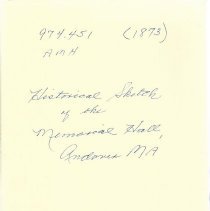 974.451 (1873)
AMH
Historical Sketch
of the
Memorial Hall,
Andover MA